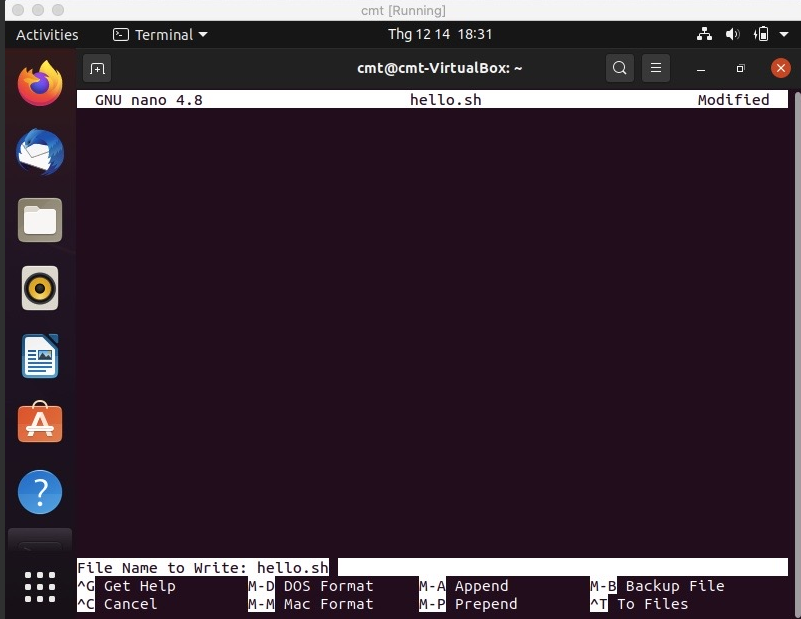 cmt [Running]
Activities Terminal Thg 12 14 18:31
cmt@cmt-VirtualBox: ~
GNU nano 4.8 hello.sh Modified
File Name to Write: hello.sh
^G Get Help M-D DOS Format M-A Append M-B Backup File
^C Cancel M-M Mac Format M-P Prepend ^T To Files